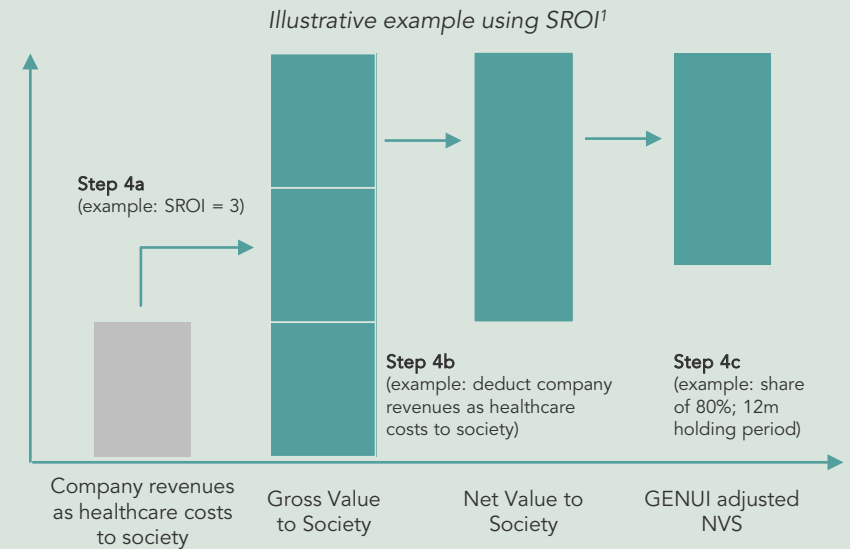 Illustrative example using SROI¹
Step 4a
(example: SROI = 3)
Step 4b
(example: deduct company
revenues as healthcare
costs to society)
Step 4c
(example: share
of 80%; 12m
holding period)
Company revenues
as healthcare costs
to society
Gross Value
to Society
Net Value to
Society
GENUI adjusted
NVS